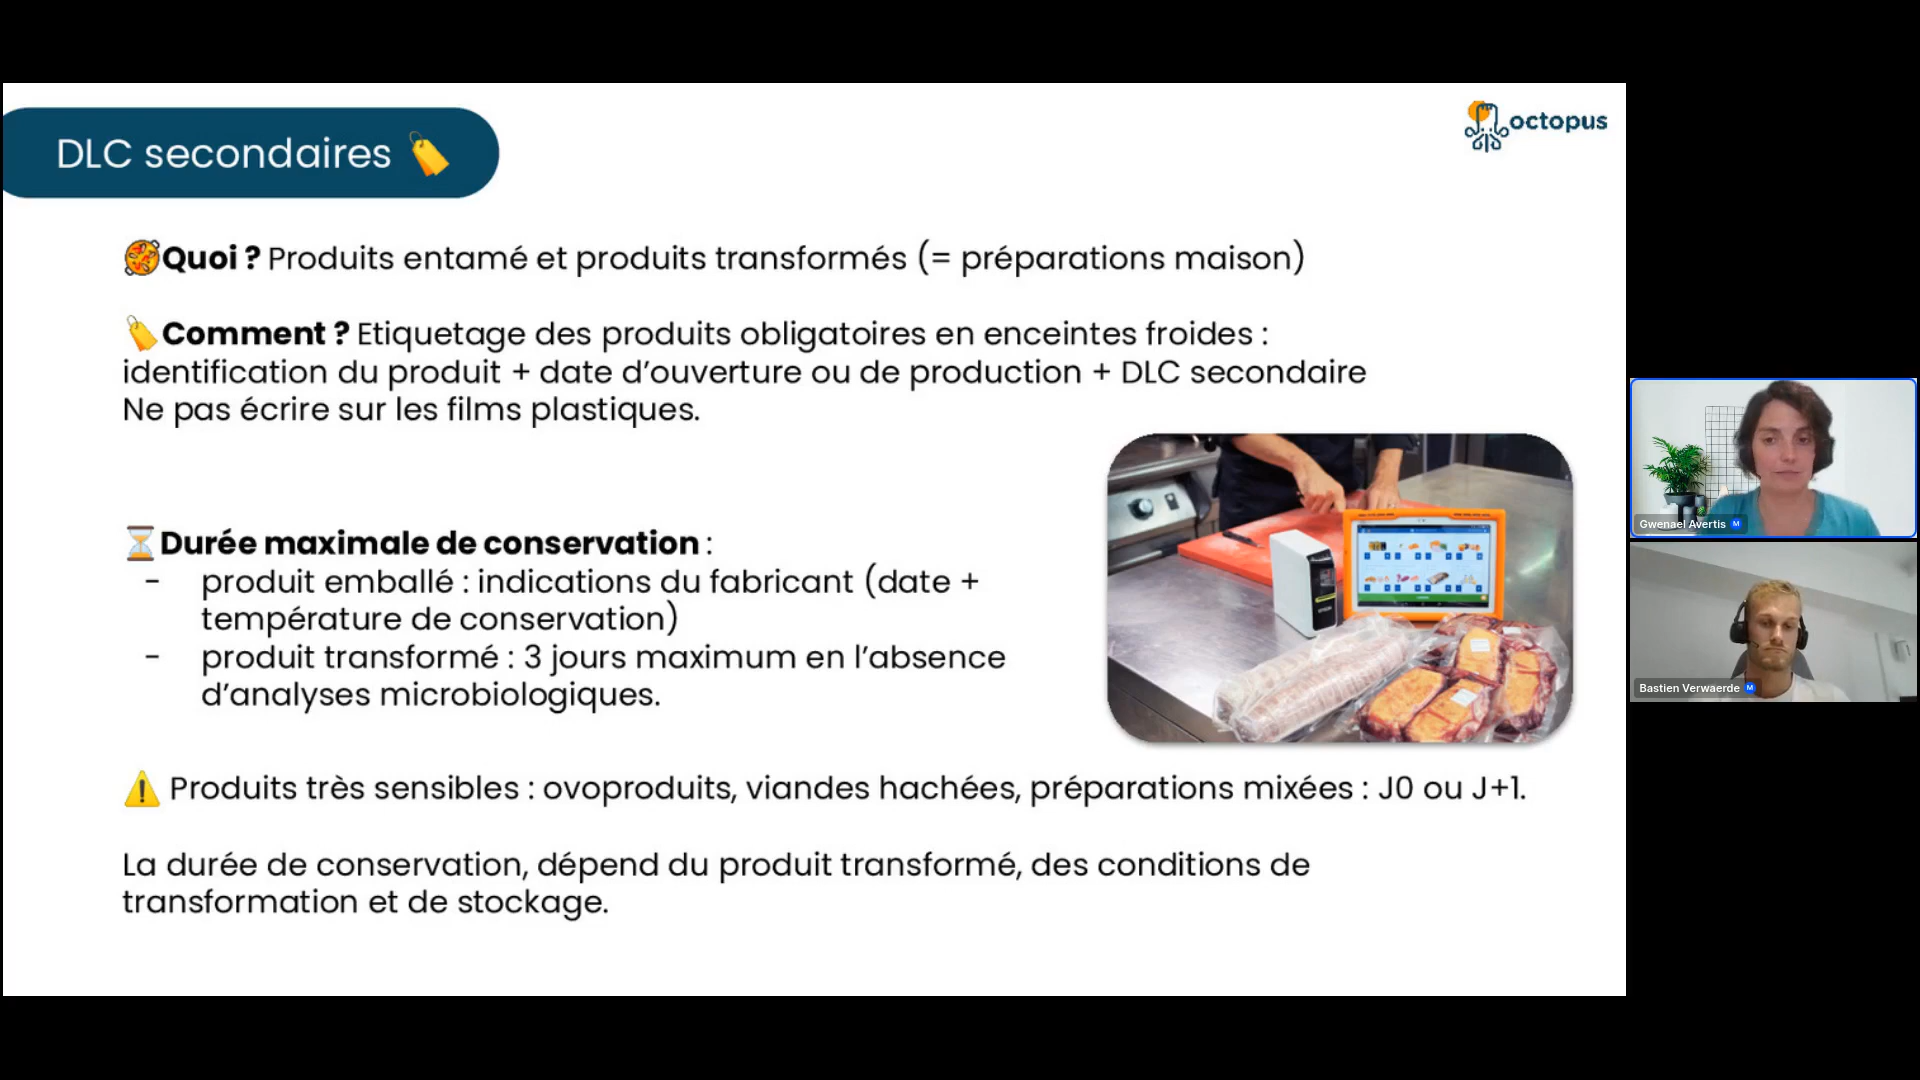 DLC secondaires
octopus
Quoi ? Produits entamé et produits transformés (= préparations maison)
Comment ? Etiquetage des produits obligatoires en enceintes froides :
identification du produit + date d'ouverture ou de production + DLC secondaire
Ne pas écrire sur les films plastiques.
Durée maximale de conservation :
- produit emballé : indications du fabricant (date +
température de conservation)
- produit transformé : 3 jours maximum en l'absence
d'analyses microbiologiques.
Produits très sensibles : ovoproduits, viandes hachées, préparations mixées : J0 ou J+1.
La durée de conservation, dépend du produit transformé, des conditions de
transformation et de stockage.
Gwenael Avertis M
Bastien Verwaerde M